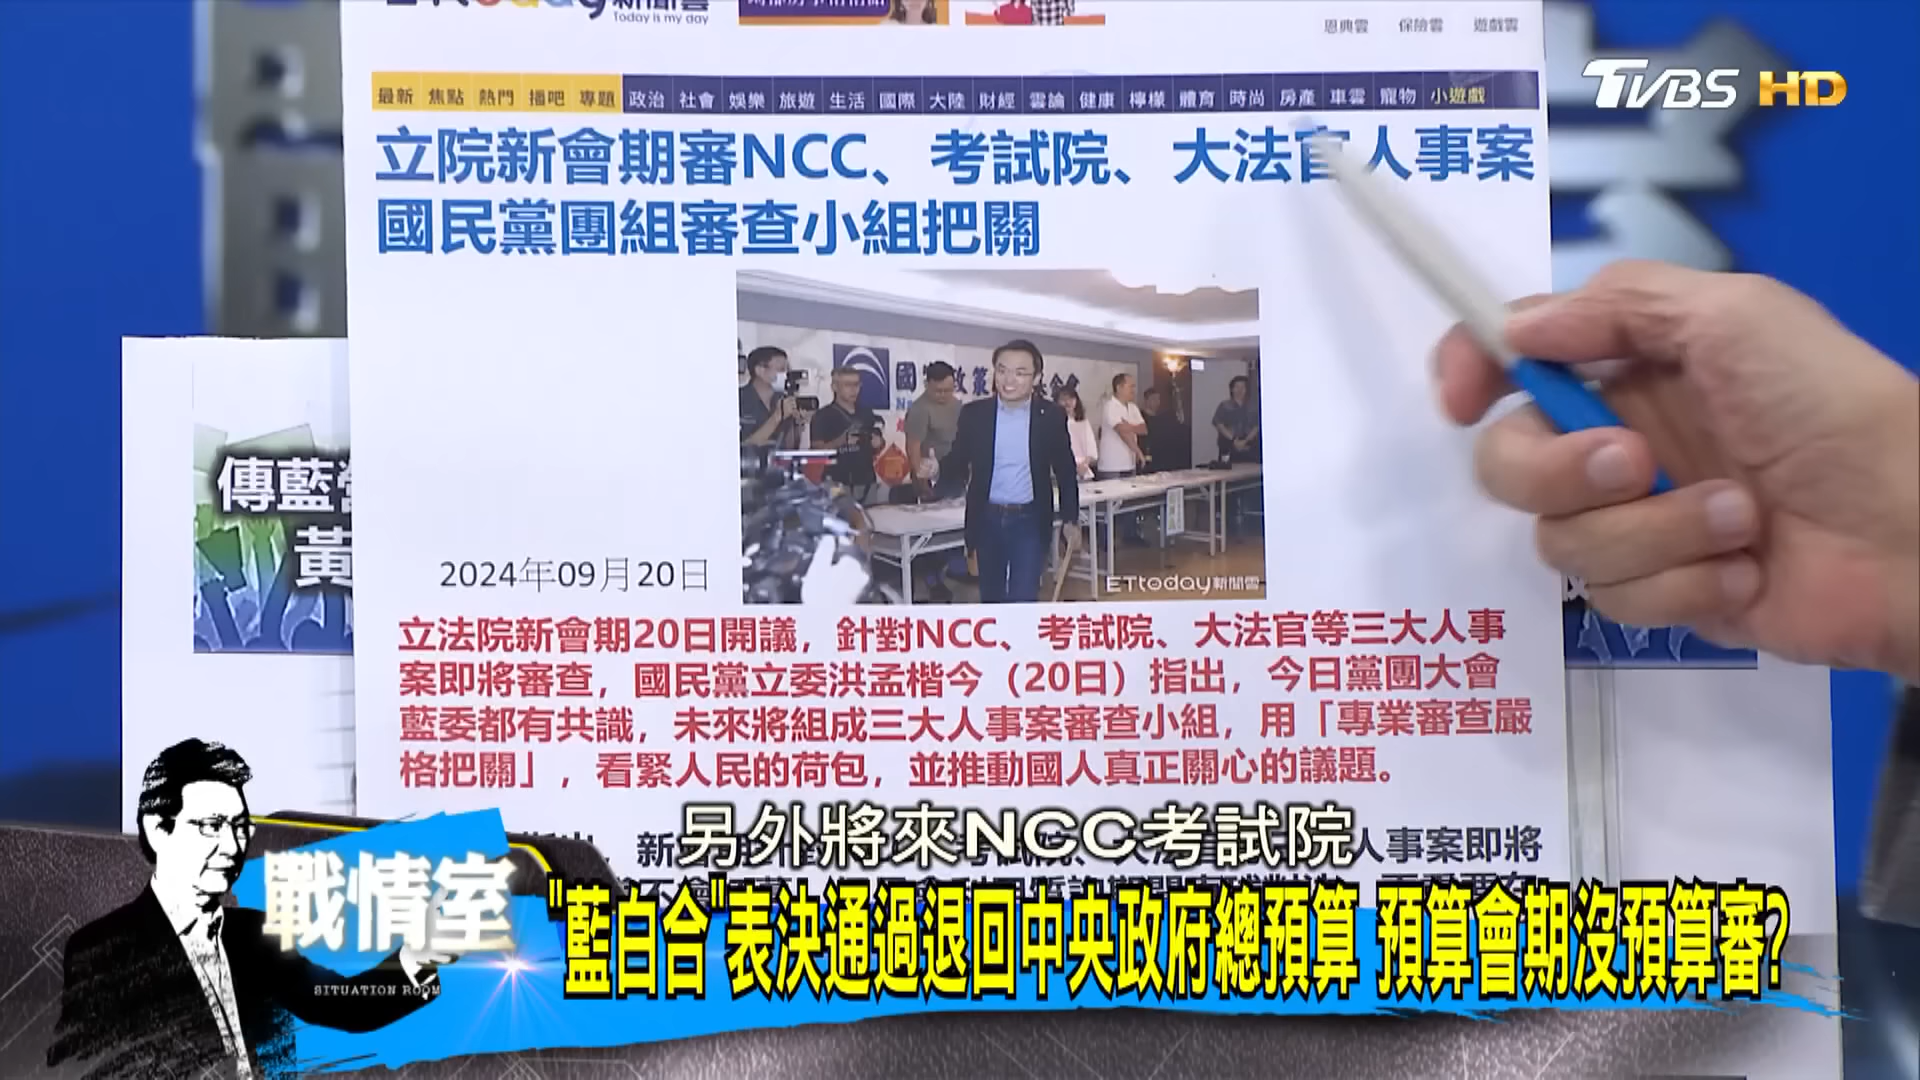 Today is my day
恩典雲 保險雲 遊戲雲
TVBS HD
最新 焦點 熱門 播吧 專題 政治 社會 娛樂 旅遊 生活 國際 大陸 財經 雲論 健康 檸檬 體育 時尚 房產 車雲 寵物 小遊戲
立院新會期審NCC、考試院、大法官人事案
國民黨團組審查小組把關
傳藍
黃
2024年09月20日
ETtoday新聞雲
立法院新會期20日開議，針對NCC、考試院、大法官等三大人事
案即將審查，國民黨立委洪孟楷今（20日）指出，今日黨團大會
藍委都有共識，未來將組成三大人事案審查小組，用「專業審查嚴
格把關」，看緊人民的荷包，並推動國人真正關心的議題。
人事案即將
另外將來NCC考試院
戰情室
SITUATION ROOM
"藍白合"表決通過退回中央政府總預算 預算會期沒預算審?